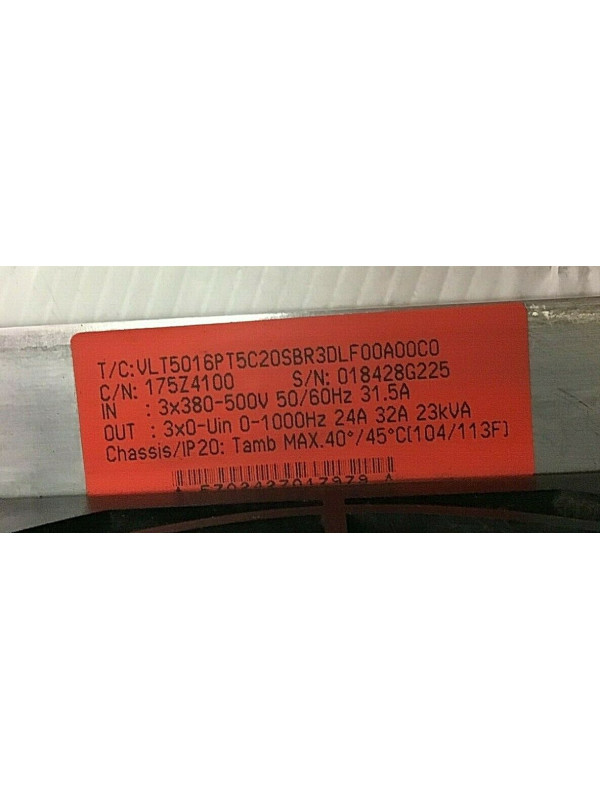 T/C:VLT5016PT5C20SBR3DLF00A00C0
C/N: 175Z4100 S/N: 018428G225
IN : 3x380-500V 50/60Hz 31.5A
OUT : 3x0-Uin 0-1000Hz 24A 32A 23kVA
Chassis/IP20: Tamb MAX.40°/45°C[104/113F]